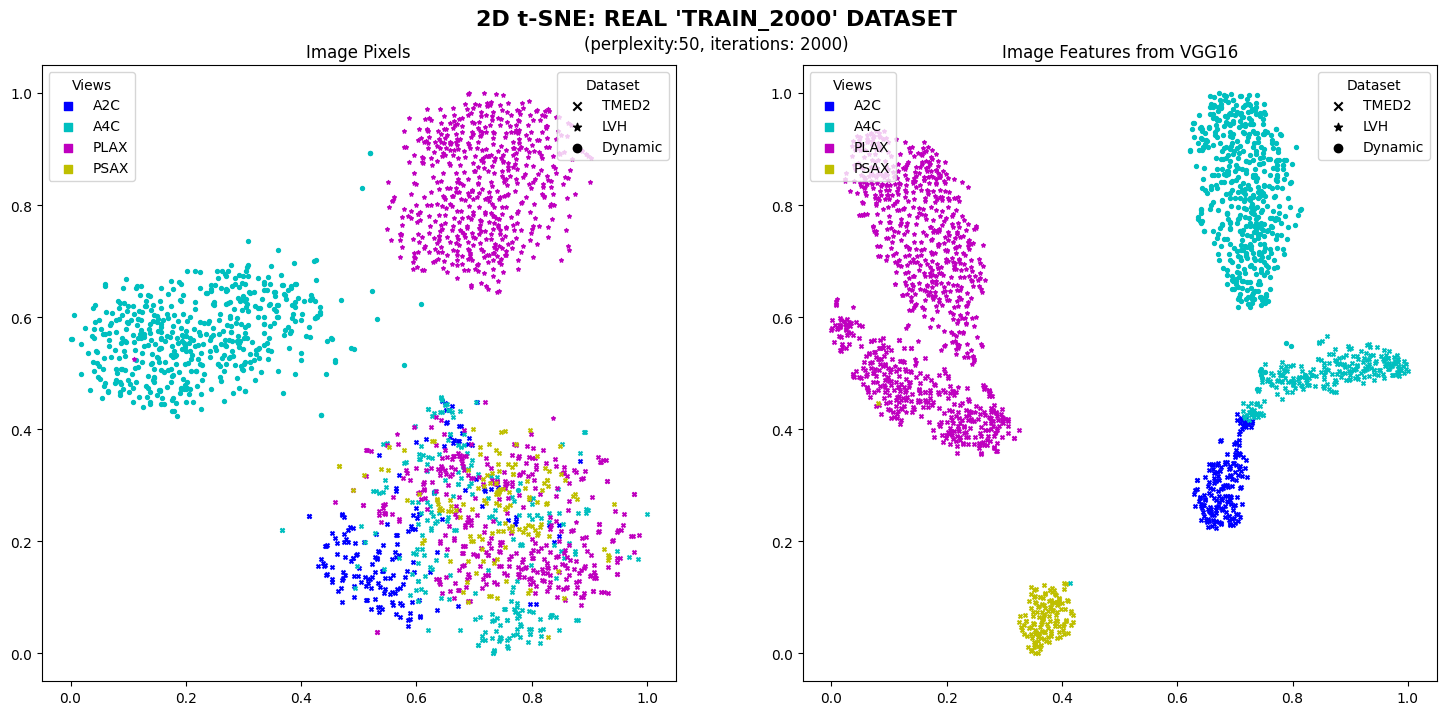 2D t-SNE: REAL 'TRAIN_2000' DATASET
(perplexity:50, iterations: 2000)
Image Pixels
Views
A2C
A4C
PLAX
PSAX
Dataset
TMED2
LVH
Dynamic
1.0
0.8
0.6
0.4
0.2
0.0
0.0 0.2 0.4 0.6 0.8 1.0
Image Features from VGG16
Views
A2C
A4C
PLAX
PSAX
Dataset
TMED2
LVH
Dynamic
1.0
0.8
0.6
0.4
0.2
0.0
0.0 0.2 0.4 0.6 0.8 1.0